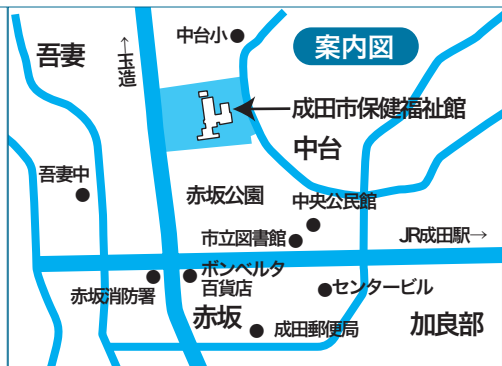 中台小
案内図
吾妻
←玉造
成田市保健福祉館
中台
吾妻中
赤坂公園
中央公民館
市立図書館
JR成田駅→
ボンベルタ
百貨店
赤坂消防署
センタービル
赤坂
成田郵便局
加良部